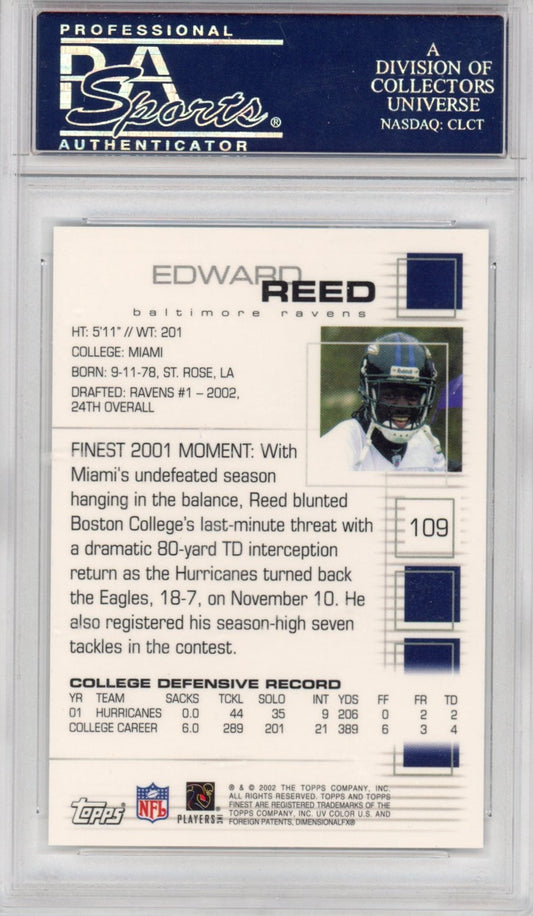 PROFESSIONAL
PSA
Sports®
AUTHENTICATOR
A
DIVISION OF
COLLECTORS
UNIVERSE
NASDAQ: CLCT
EDWARD
REED
baltimore ravens
HT: 5'11" // WT: 201
COLLEGE: MIAMI
BORN: 9-11-78, ST. ROSE, LA
DRAFTED: RAVENS #1 – 2002,
24TH OVERALL
Riddell
FINEST 2001 MOMENT: With
Miami's undefeated season
hanging in the balance, Reed blunted
Boston College's last-minute threat with
a dramatic 80-yard TD interception
return as the Hurricanes turned back
the Eagles, 18-7, on November 10. He
also registered his season-high seven
tackles in the contest.
109
COLLEGE DEFENSIVE RECORD
YR TEAM SACKS TCKL SOLO INT YDS FF FR TD
01 HURRICANES 0.0 44 35 9 206 0 2 2
COLLEGE CAREER 6.0 289 201 21 389 6 3 4
topps
NFL
PLAYERS INC
® & © 2002 THE TOPPS COMPANY, INC.
ALL RIGHTS RESERVED. TOPPS AND TOPPS
FINEST ARE REGISTERED TRADEMARKS OF THE
TOPPS COMPANY, INC. UV COLOR U.S. AND
FOREIGN PATENTS, DIMENSIONALFX®